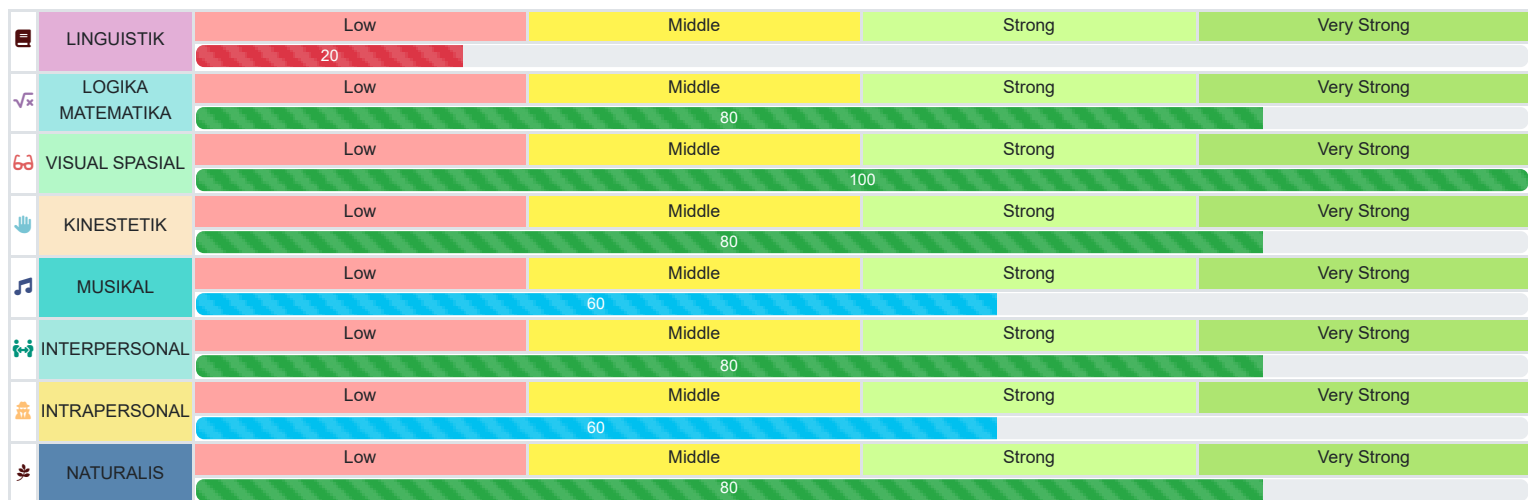 Low Middle Strong Very Strong
LINGUISTIK
20
Low Middle Strong Very Strong
LOGIKA
MATEMATIKA
80
Low Middle Strong Very Strong
VISUAL SPASIAL
100
Low Middle Strong Very Strong
KINESTETIK
80
Low Middle Strong Very Strong
MUSIKAL
60
Low Middle Strong Very Strong
INTERPERSONAL
80
Low Middle Strong Very Strong
INTRAPERSONAL
60
Low Middle Strong Very Strong
NATURALIS
80